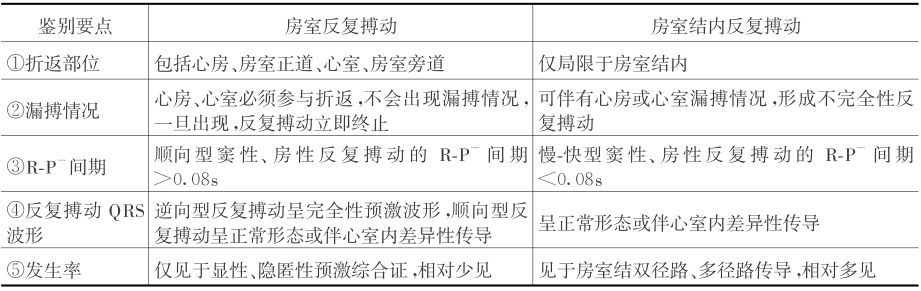 鉴别要点 房室反复搏动 房室结内反复搏动
①折返部位 包括心房、房室正道、心室、房室旁道 仅局限于房室结内
②漏搏情况 心房、心室必须参与折返,不会出现漏搏情况,
一旦出现,反复搏动立即终止
可伴有心房或心室漏搏情况,形成不完全性反
复搏动
③R-P⁻间期 顺向型窦性、房性反复搏动的 R-P⁻ 间期
>0.08s
慢-快型窦性、房性反复搏动的 R-P⁻ 间期
<0.08s
④反复搏动 QRS
波形
逆向型反复搏动呈完全性预激波形,顺向型反
复搏动呈正常形态或伴心室内差异性传导
呈正常形态或伴心室内差异性传导
⑤发生率 仅见于显性、隐匿性预激综合证,相对少见 见于房室结双径路、多径路传导,相对多见